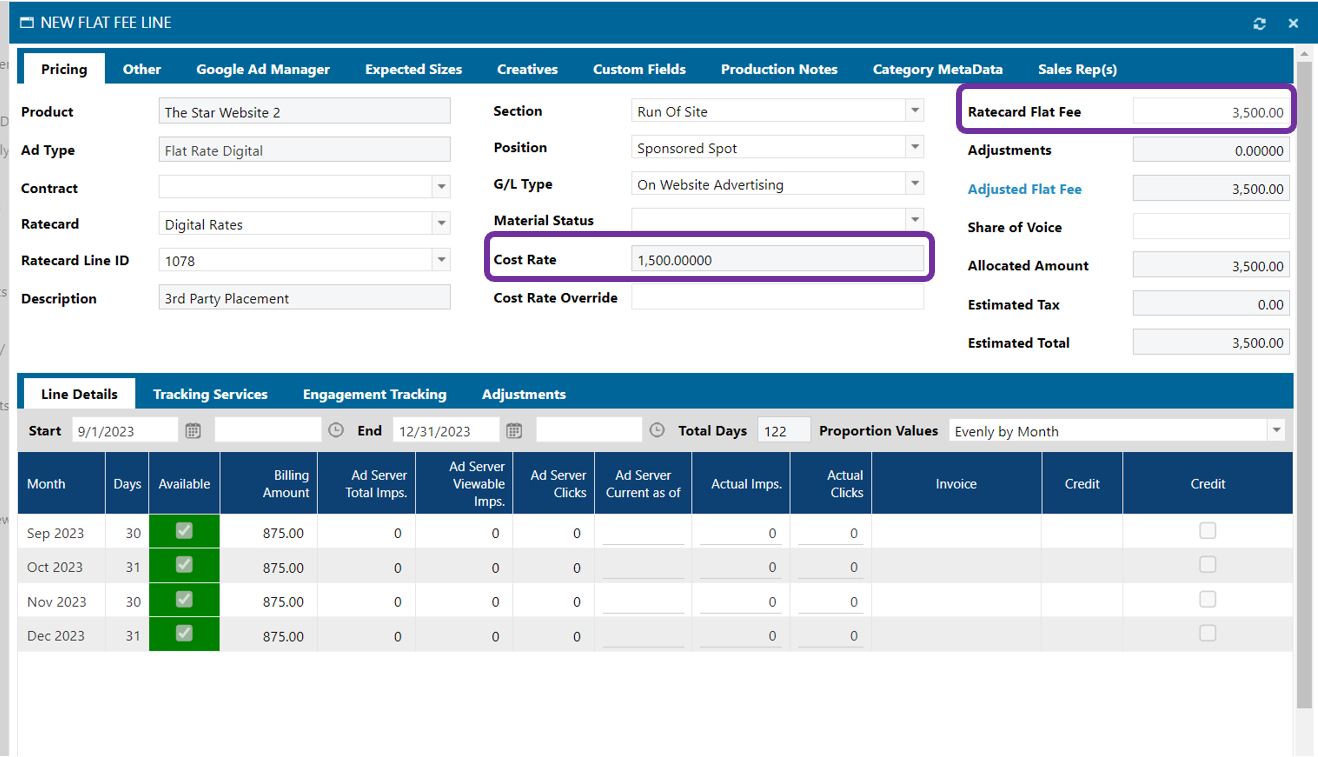 NEW FLAT FEE LINE
Pricing Other Google Ad Manager Expected Sizes Creatives Custom Fields Production Notes Category MetaData Sales Rep(s)
Product The Star Website 2
Ad Type Flat Rate Digital
Contract
Ratecard Digital Rates
Ratecard Line ID 1078
Description 3rd Party Placement
Section Run Of Site
Position Sponsored Spot
G/L Type On Website Advertising
Material Status
Cost Rate 1,500.00000
Cost Rate Override
Ratecard Flat Fee 3,500.00
Adjustments 0.00000
Adjusted Flat Fee 3,500.00
Share of Voice
Allocated Amount 3,500.00
Estimated Tax 0.00
Estimated Total 3,500.00
Line Details Tracking Services Engagement Tracking Adjustments
Start 9/1/2023 End 12/31/2023 Total Days 122 Proportion Values Evenly by Month
Month Days Available Billing Amount Ad Server Total Imps. Ad Server Viewable Imps. Ad Server Clicks Ad Server Current as of Actual Imps. Actual Clicks Invoice Credit Credit
Sep 2023 30 875.00 0 0 0 0 0
Oct 2023 31 875.00 0 0 0 0 0
Nov 2023 30 875.00 0 0 0 0 0
Dec 2023 31 875.00 0 0 0 0 0